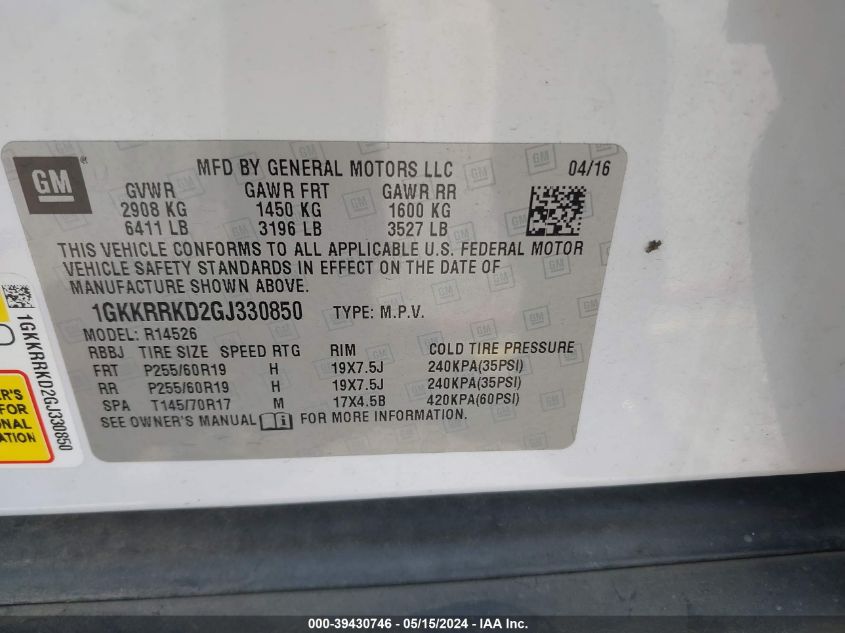 GM®
MFD BY GENERAL MOTORS LLC 04/16
GVWR GAWR FRT GAWR RR
2908 KG 1450 KG 1600 KG
6411 LB 3196 LB 3527 LB
THIS VEHICLE CONFORMS TO ALL APPLICABLE U.S. FEDERAL MOTOR
VEHICLE SAFETY STANDARDS IN EFFECT ON THE DATE OF
MANUFACTURE SHOWN ABOVE.
1GKKRRKD2GJ330850 TYPE: M.P.V.
MODEL: R14526
RBBJ TIRE SIZE SPEED RTG RIM COLD TIRE PRESSURE
FRT P255/60R19 H 19X7.5J 240KPA(35PSI)
RR P255/60R19 H 19X7.5J 240KPA(35PSI)
SPA T145/70R17 M 17X4.5B 420KPA(60PSI)
SEE OWNER'S MANUAL i FOR MORE INFORMATION.
1GKKRRKD2GJ330850
D
R'S
FOR
ONAL
ATION
000-39430746 - 05/15/2024 - IAA Inc.